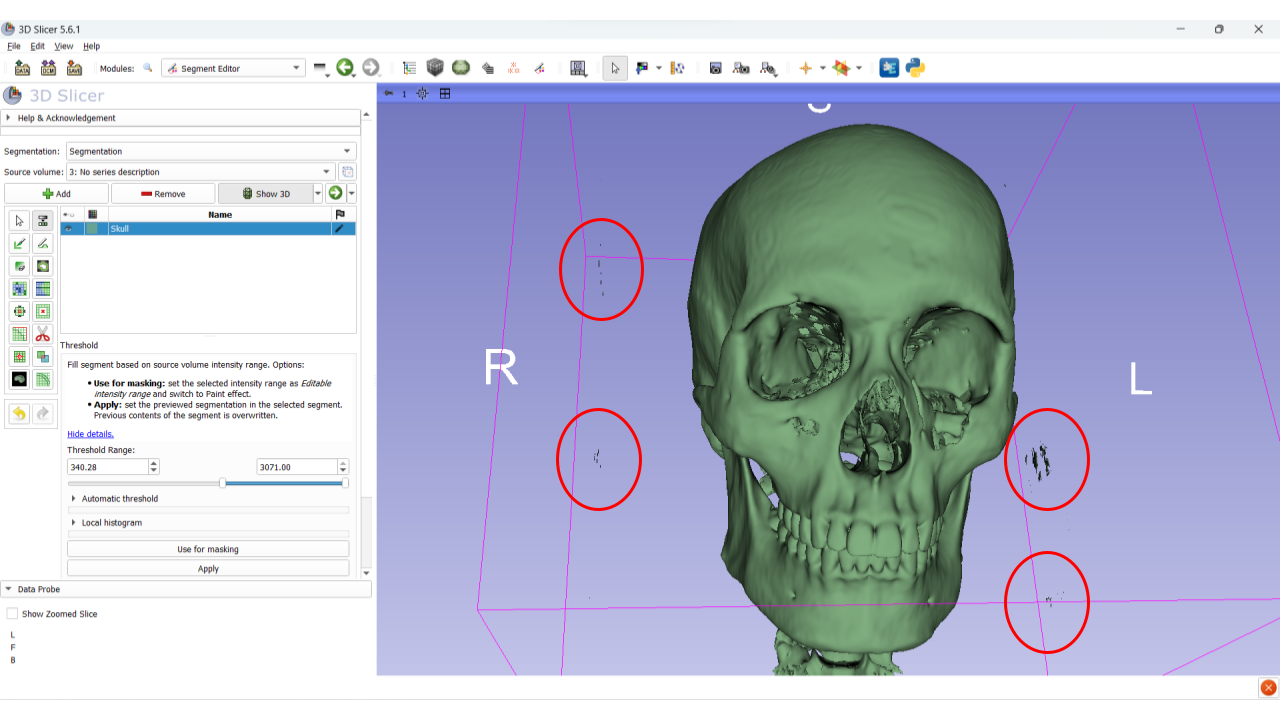 3D Slicer 5.6.1
File Edit View Help
DATA DCM SAVE Modules: Segment Editor
3D Slicer
Help & Acknowledgement
Segmentation: Segmentation
Source volume: 3: No series description
Add Remove Show 3D
Name
Skull
Threshold
Fill segment based on source volume intensity range. Options:
• Use for masking: set the selected intensity range as Editable
intensity range and switch to Paint effect.
• Apply: set the previewed segmentation in the selected segment.
Previous contents of the segment is overwritten.
Hide details.
Threshold Range:
340.28 3071.00
Automatic threshold
Local histogram
Use for masking
Apply
Data Probe
Show Zoomed Slice
L
F
B
1
R
L